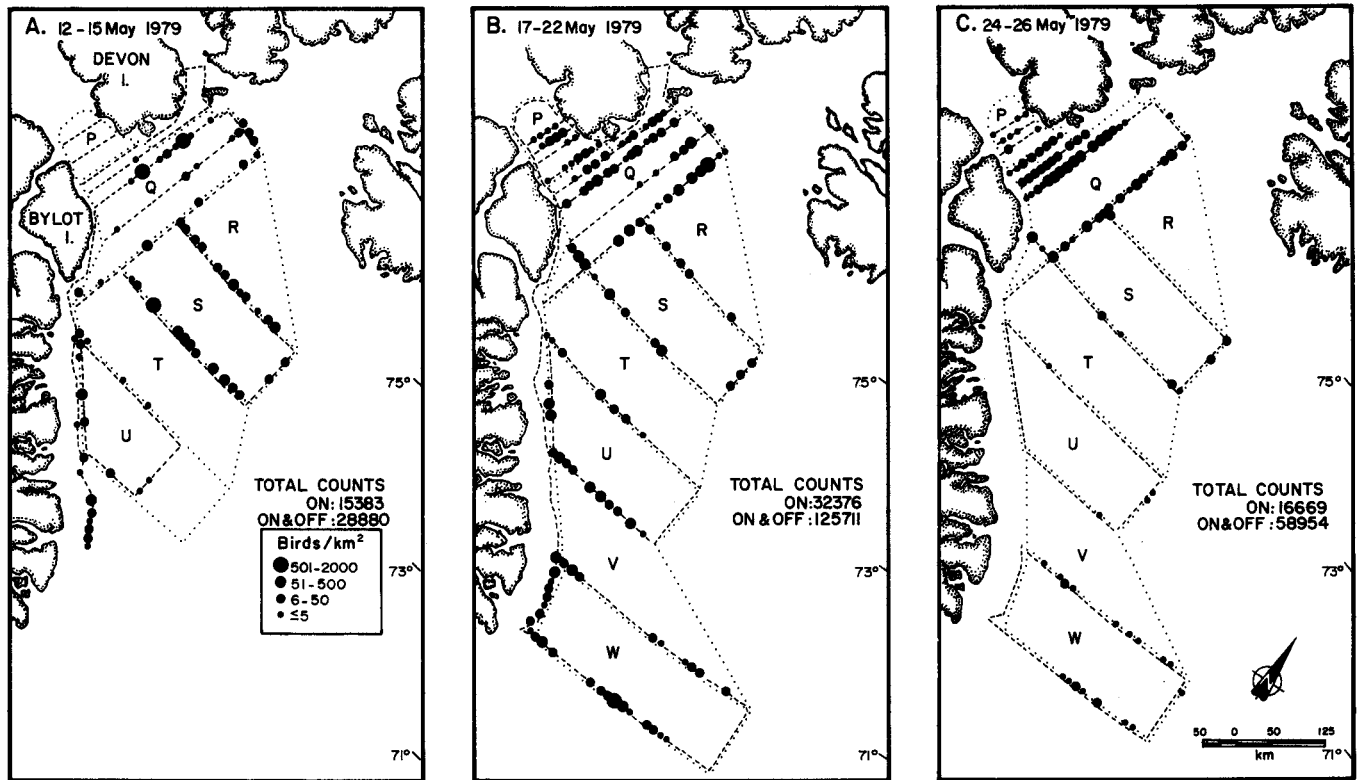 A. 12-15 May 1979
DEVON
I.
P
Q
BYLOT
I.
R
S
T
75°
U
TOTAL COUNTS
ON: 15383
ON&OFF: 28880
Birds/km²
501-2000
51-500
6-50
≤5
73°
71°
B. 17-22 May 1979
P
Q
R
S
T
75°
U
TOTAL COUNTS
ON: 32376
ON & OFF: 125711
V
73°
W
71°
C. 24-26 May 1979
P
Q
R
S
T
75°
U
TOTAL COUNTS
ON: 16669
ON&OFF: 58954
V
73°
W
N
50 0 50 125
km
71°